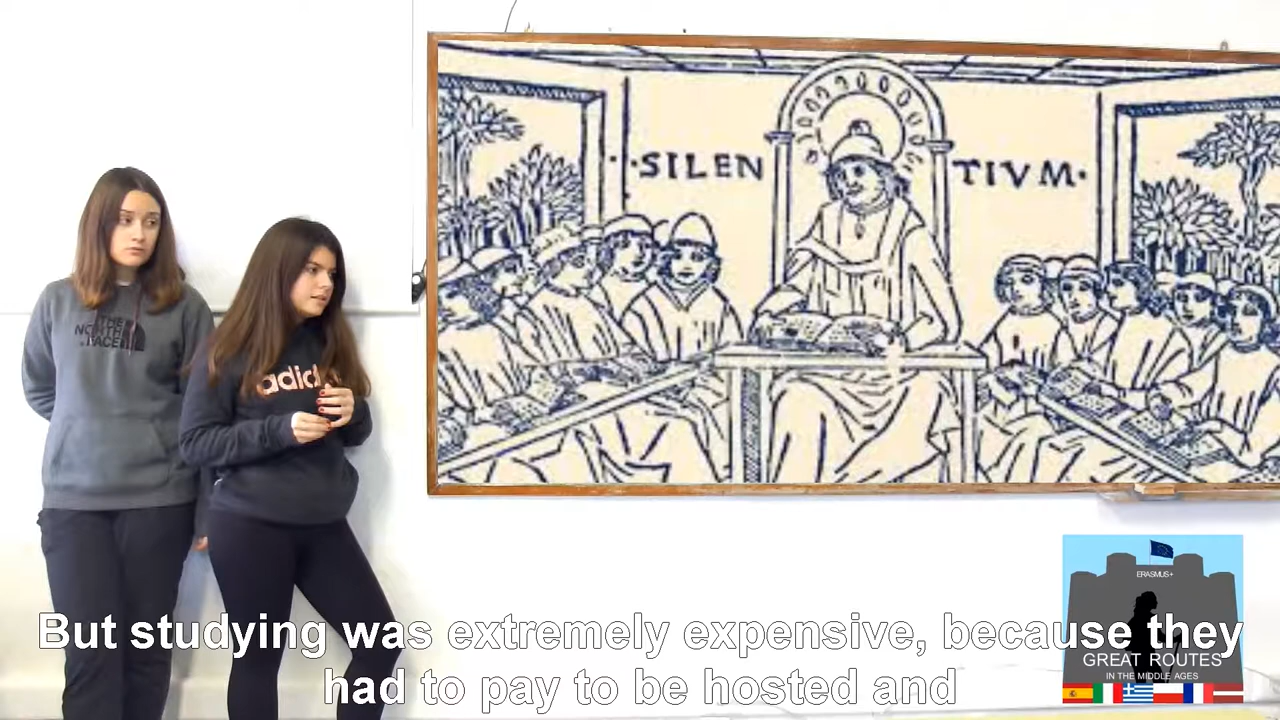 ·SILEN TIVM·
THE
NORTH
FACE
adid
ERASMUS+
GREAT ROUTES
IN THE MIDDLE AGES
But studying was extremely expensive, because they
had to pay to be hosted and